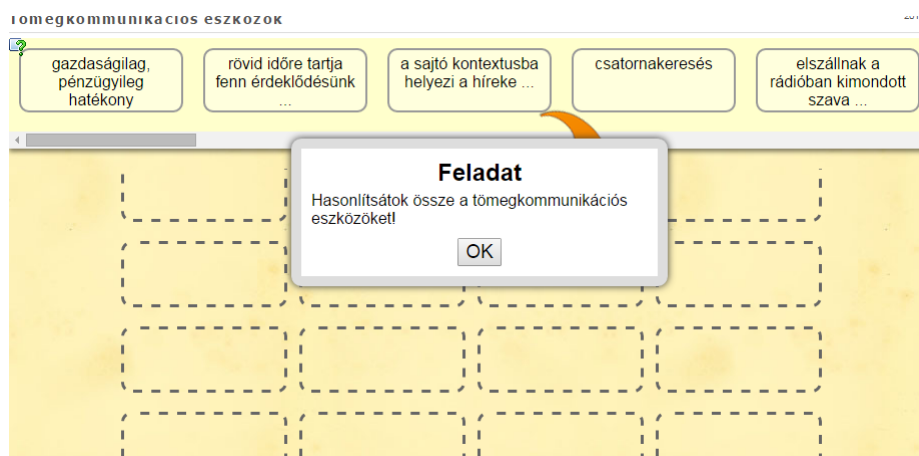 Tömegkommunikációs eszközök
gazdaságilag,
pénzügyileg
hatékony
rövid időre tartja
fenn érdeklődésünk
...
a sajtó kontextusba
helyezi a híreke ...
csatornakeresés
elszállnak a
rádióban kimondott
szava ...
Feladat
Hasonlítsátok össze a tömegkommunikációs
eszközöket!
OK